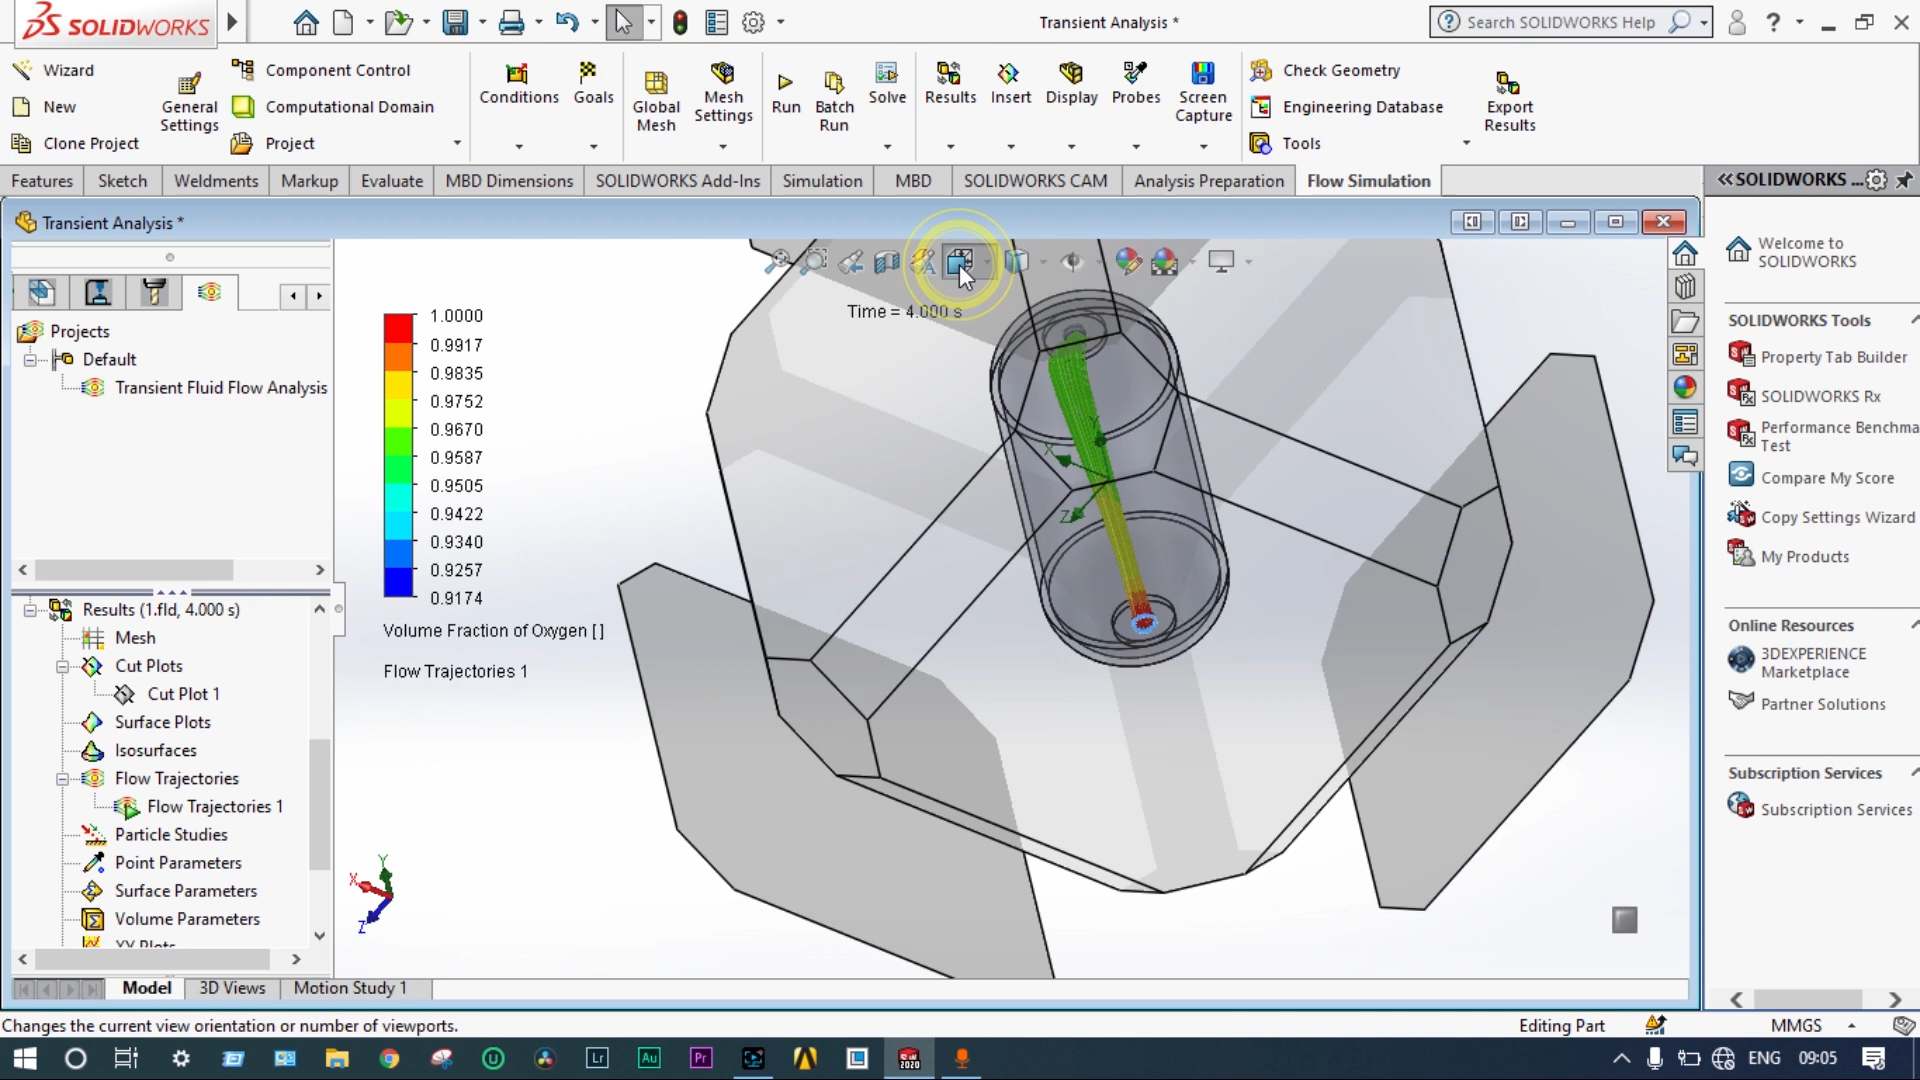 SOLIDWORKS
Transient Analysis *
Search SOLIDWORKS Help
Wizard
New
Clone Project
General Settings
Component Control
Computational Domain
Project
Conditions
Goals
Global Mesh
Mesh Settings
Run
Batch Run
Solve
Results
Insert
Display
Probes
Screen Capture
Check Geometry
Engineering Database
Tools
Export Results
Features
Sketch
Weldments
Markup
Evaluate
MBD Dimensions
SOLIDWORKS Add-Ins
Simulation
MBD
SOLIDWORKS CAM
Analysis Preparation
Flow Simulation
SOLIDWORKS ...
Transient Analysis *
Projects
Default
Transient Fluid Flow Analysis
Results (1.fld, 4.000 s)
Mesh
Cut Plots
Cut Plot 1
Surface Plots
Isosurfaces
Flow Trajectories
Flow Trajectories 1
Particle Studies
Point Parameters
Surface Parameters
Volume Parameters
XY Plots
Time = 4.000 s
1.0000
0.9917
0.9835
0.9752
0.9670
0.9587
0.9505
0.9422
0.9340
0.9257
0.9174
Volume Fraction of Oxygen [ ]
Flow Trajectories 1
X
Y
Z
Y
X
Z
Welcome to SOLIDWORKS
SOLIDWORKS Tools
Property Tab Builder
SOLIDWORKS Rx
Performance Benchma
Test
Compare My Score
Copy Settings Wizard
My Products
Online Resources
3DEXPERIENCE Marketplace
Partner Solutions
Subscription Services
Subscription Services
Model
3D Views
Motion Study 1
Changes the current view orientation or number of viewports.
Editing Part
MMGS
Lr
Au
Pr
SW 2020
ENG
09:05